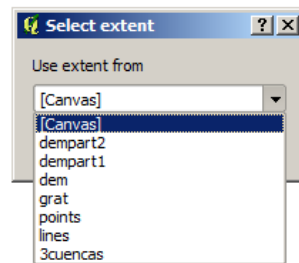 Select extent
Use extent from
[Canvas]
[Canvas]
dempart2
dempart1
dem
grat
points
lines
3cuencas